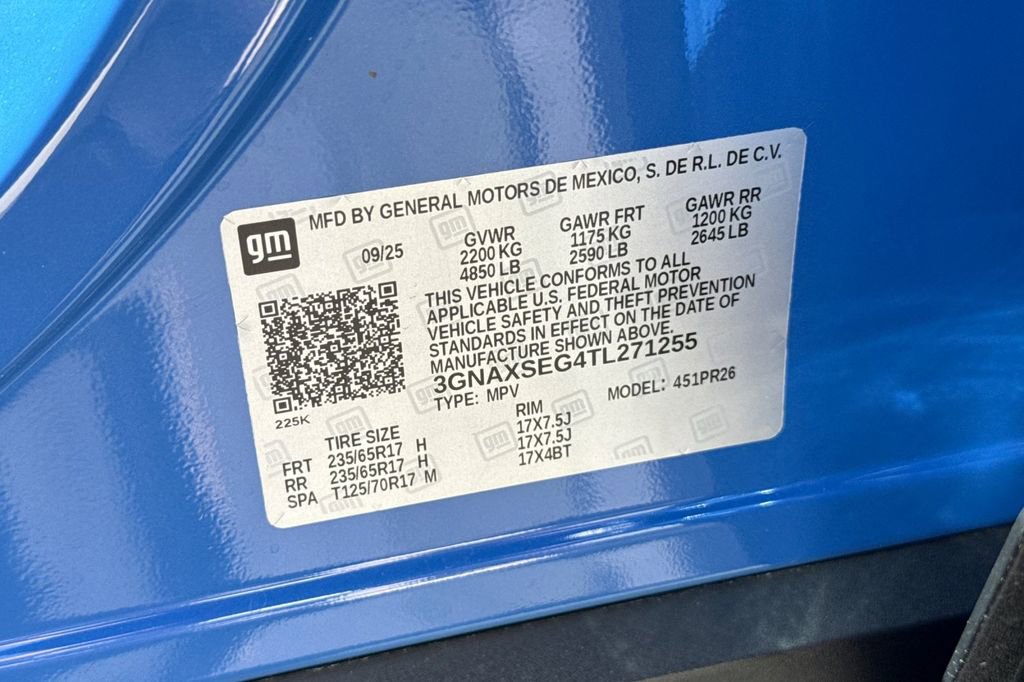 gm
MFD BY GENERAL MOTORS DE MEXICO, S. DE R.L. DE C.V.
09/25
GVWR
2200 KG
4850 LB
GAWR FRT
1175 KG
2590 LB
GAWR RR
1200 KG
2645 LB
THIS VEHICLE CONFORMS TO ALL
APPLICABLE U.S. FEDERAL MOTOR
VEHICLE SAFETY AND THEFT PREVENTION
STANDARDS IN EFFECT ON THE DATE OF
MANUFACTURE SHOWN ABOVE.
3GNAXSEG4TL271255
TYPE: MPV MODEL: 451PR26
225K
TIRE SIZE RIM
FRT 235/65R17 H 17X7.5J
RR 235/65R17 H 17X7.5J
SPA T125/70R17 M 17X4BT